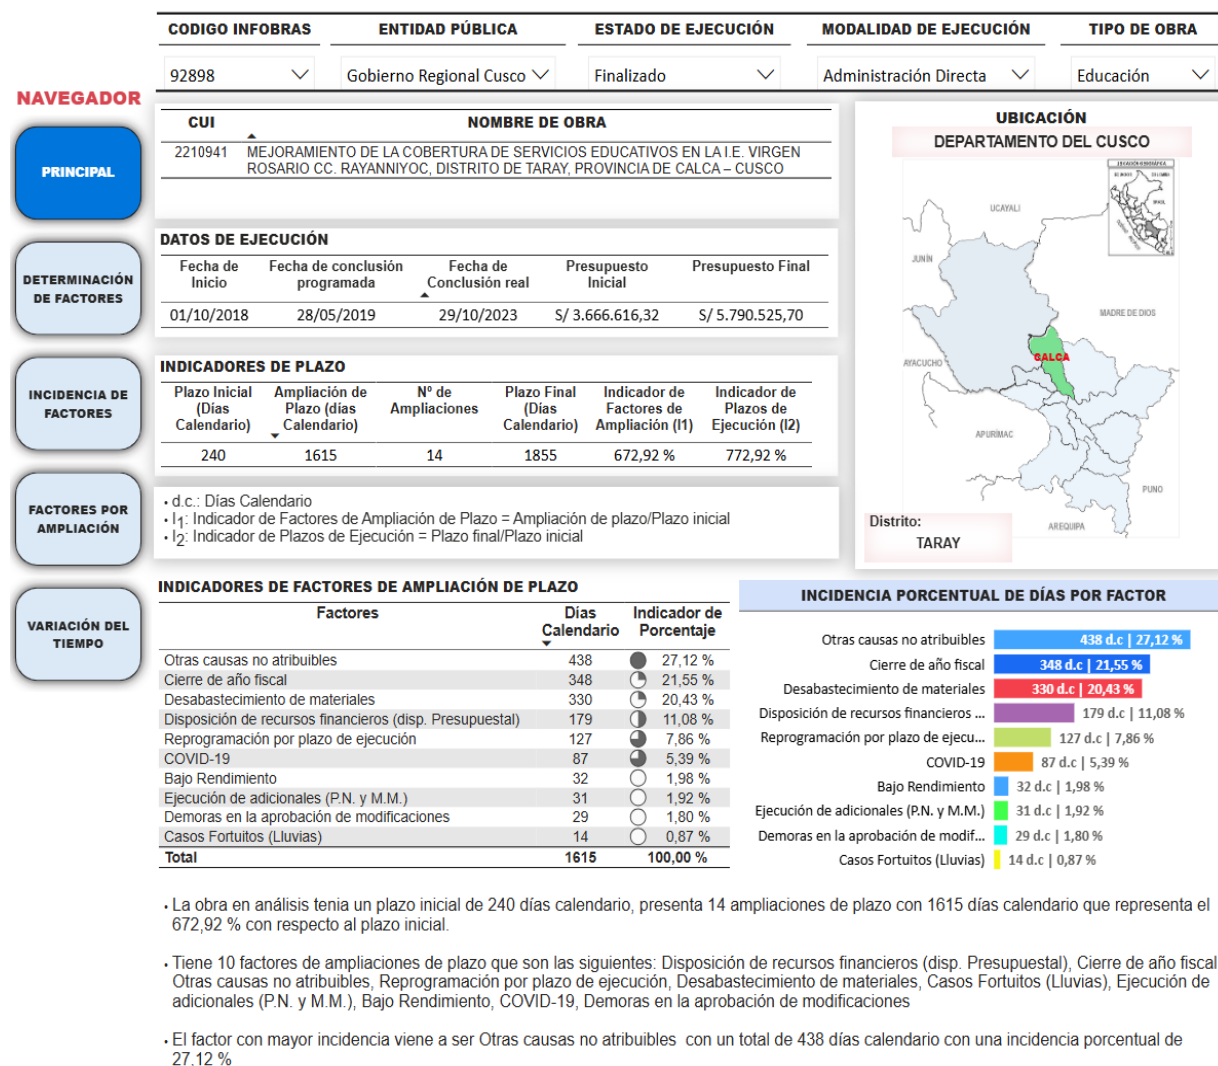 CODIGO INFOBRAS ENTIDAD PÚBLICA ESTADO DE EJECUCIÓN MODALIDAD DE EJECUCIÓN TIPO DE OBRA
92898 Gobierno Regional Cusco Finalizado Administración Directa Educación
NAVEGADOR
PRINCIPAL
DETERMINACIÓN
DE FACTORES
INCIDENCIA DE
FACTORES
FACTORES POR
AMPLIACIÓN
VARIACIÓN DEL
TIEMPO
CUI NOMBRE DE OBRA
2210941 MEJORAMIENTO DE LA COBERTURA DE SERVICIOS EDUCATIVOS EN LA I.E. VIRGEN
ROSARIO CC. RAYANNIYOC, DISTRITO DE TARAY, PROVINCIA DE CALCA – CUSCO
DATOS DE EJECUCIÓN
Fecha de Fecha de conclusión Fecha de Presupuesto Presupuesto Final
Inicio programada Conclusión real Inicial
01/10/2018 28/05/2019 29/10/2023 S/ 3.666.616,32 S/ 5.790.525,70
INDICADORES DE PLAZO
Plazo Inicial Ampliación de Nº de Plazo Final Indicador de Indicador de
(Días Plazo (días Ampliaciones (Días Factores de Plazos de
Calendario) Calendario) Calendario) Ampliación (I1) Ejecución (I2)
240 1615 14 1855 672,92 % 772,92 %
• d.c.: Días Calendario
• I1: Indicador de Factores de Ampliación de Plazo = Ampliación de plazo/Plazo inicial
• I2: Indicador de Plazos de Ejecución = Plazo final/Plazo inicial
UBICACIÓN
DEPARTAMENTO DEL CUSCO
UCAYALI
JUNÍN
MADRE DE DIOS
CALCA
AYACUCHO
APURÍMAC
PUNO
AREQUIPA
Distrito:
TARAY
INDICADORES DE FACTORES DE AMPLIACIÓN DE PLAZO
Factores Días Indicador de
Calendario Porcentaje
Otras causas no atribuibles 438 27,12 %
Cierre de año fiscal 348 21,55 %
Desabastecimiento de materiales 330 20,43 %
Disposición de recursos financieros (disp. Presupuestal) 179 11,08 %
Reprogramación por plazo de ejecución 127 7,86 %
COVID-19 87 5,39 %
Bajo Rendimiento 32 1,98 %
Ejecución de adicionales (P.N. y M.M.) 31 1,92 %
Demoras en la aprobación de modificaciones 29 1,80 %
Casos Fortuitos (Lluvias) 14 0,87 %
Total 1615 100,00 %
INCIDENCIA PORCENTUAL DE DÍAS POR FACTOR
Otras causas no atribuibles 438 d.c | 27,12 %
Cierre de año fiscal 348 d.c | 21,55 %
Desabastecimiento de materiales 330 d.c | 20,43 %
Disposición de recursos financieros ... 179 d.c | 11,08 %
Reprogramación por plazo de ejecu... 127 d.c | 7,86 %
COVID-19 87 d.c | 5,39 %
Bajo Rendimiento 32 d.c | 1,98 %
Ejecución de adicionales (P.N. y M.M.) 31 d.c | 1,92 %
Demoras en la aprobación de modif... 29 d.c | 1,80 %
Casos Fortuitos (Lluvias) 14 d.c | 0,87 %
• La obra en análisis tenia un plazo inicial de 240 días calendario, presenta 14 ampliaciones de plazo con 1615 días calendario que representa el
672,92 % con respecto al plazo inicial.
• Tiene 10 factores de ampliaciones de plazo que son las siguientes: Disposición de recursos financieros (disp. Presupuestal), Cierre de año fiscal
Otras causas no atribuibles, Reprogramación por plazo de ejecución, Desabastecimiento de materiales, Casos Fortuitos (Lluvias), Ejecución de
adicionales (P.N. y M.M.), Bajo Rendimiento, COVID-19, Demoras en la aprobación de modificaciones
• El factor con mayor incidencia viene a ser Otras causas no atribuibles con un total de 438 días calendario con una incidencia porcentual de
27,12 %